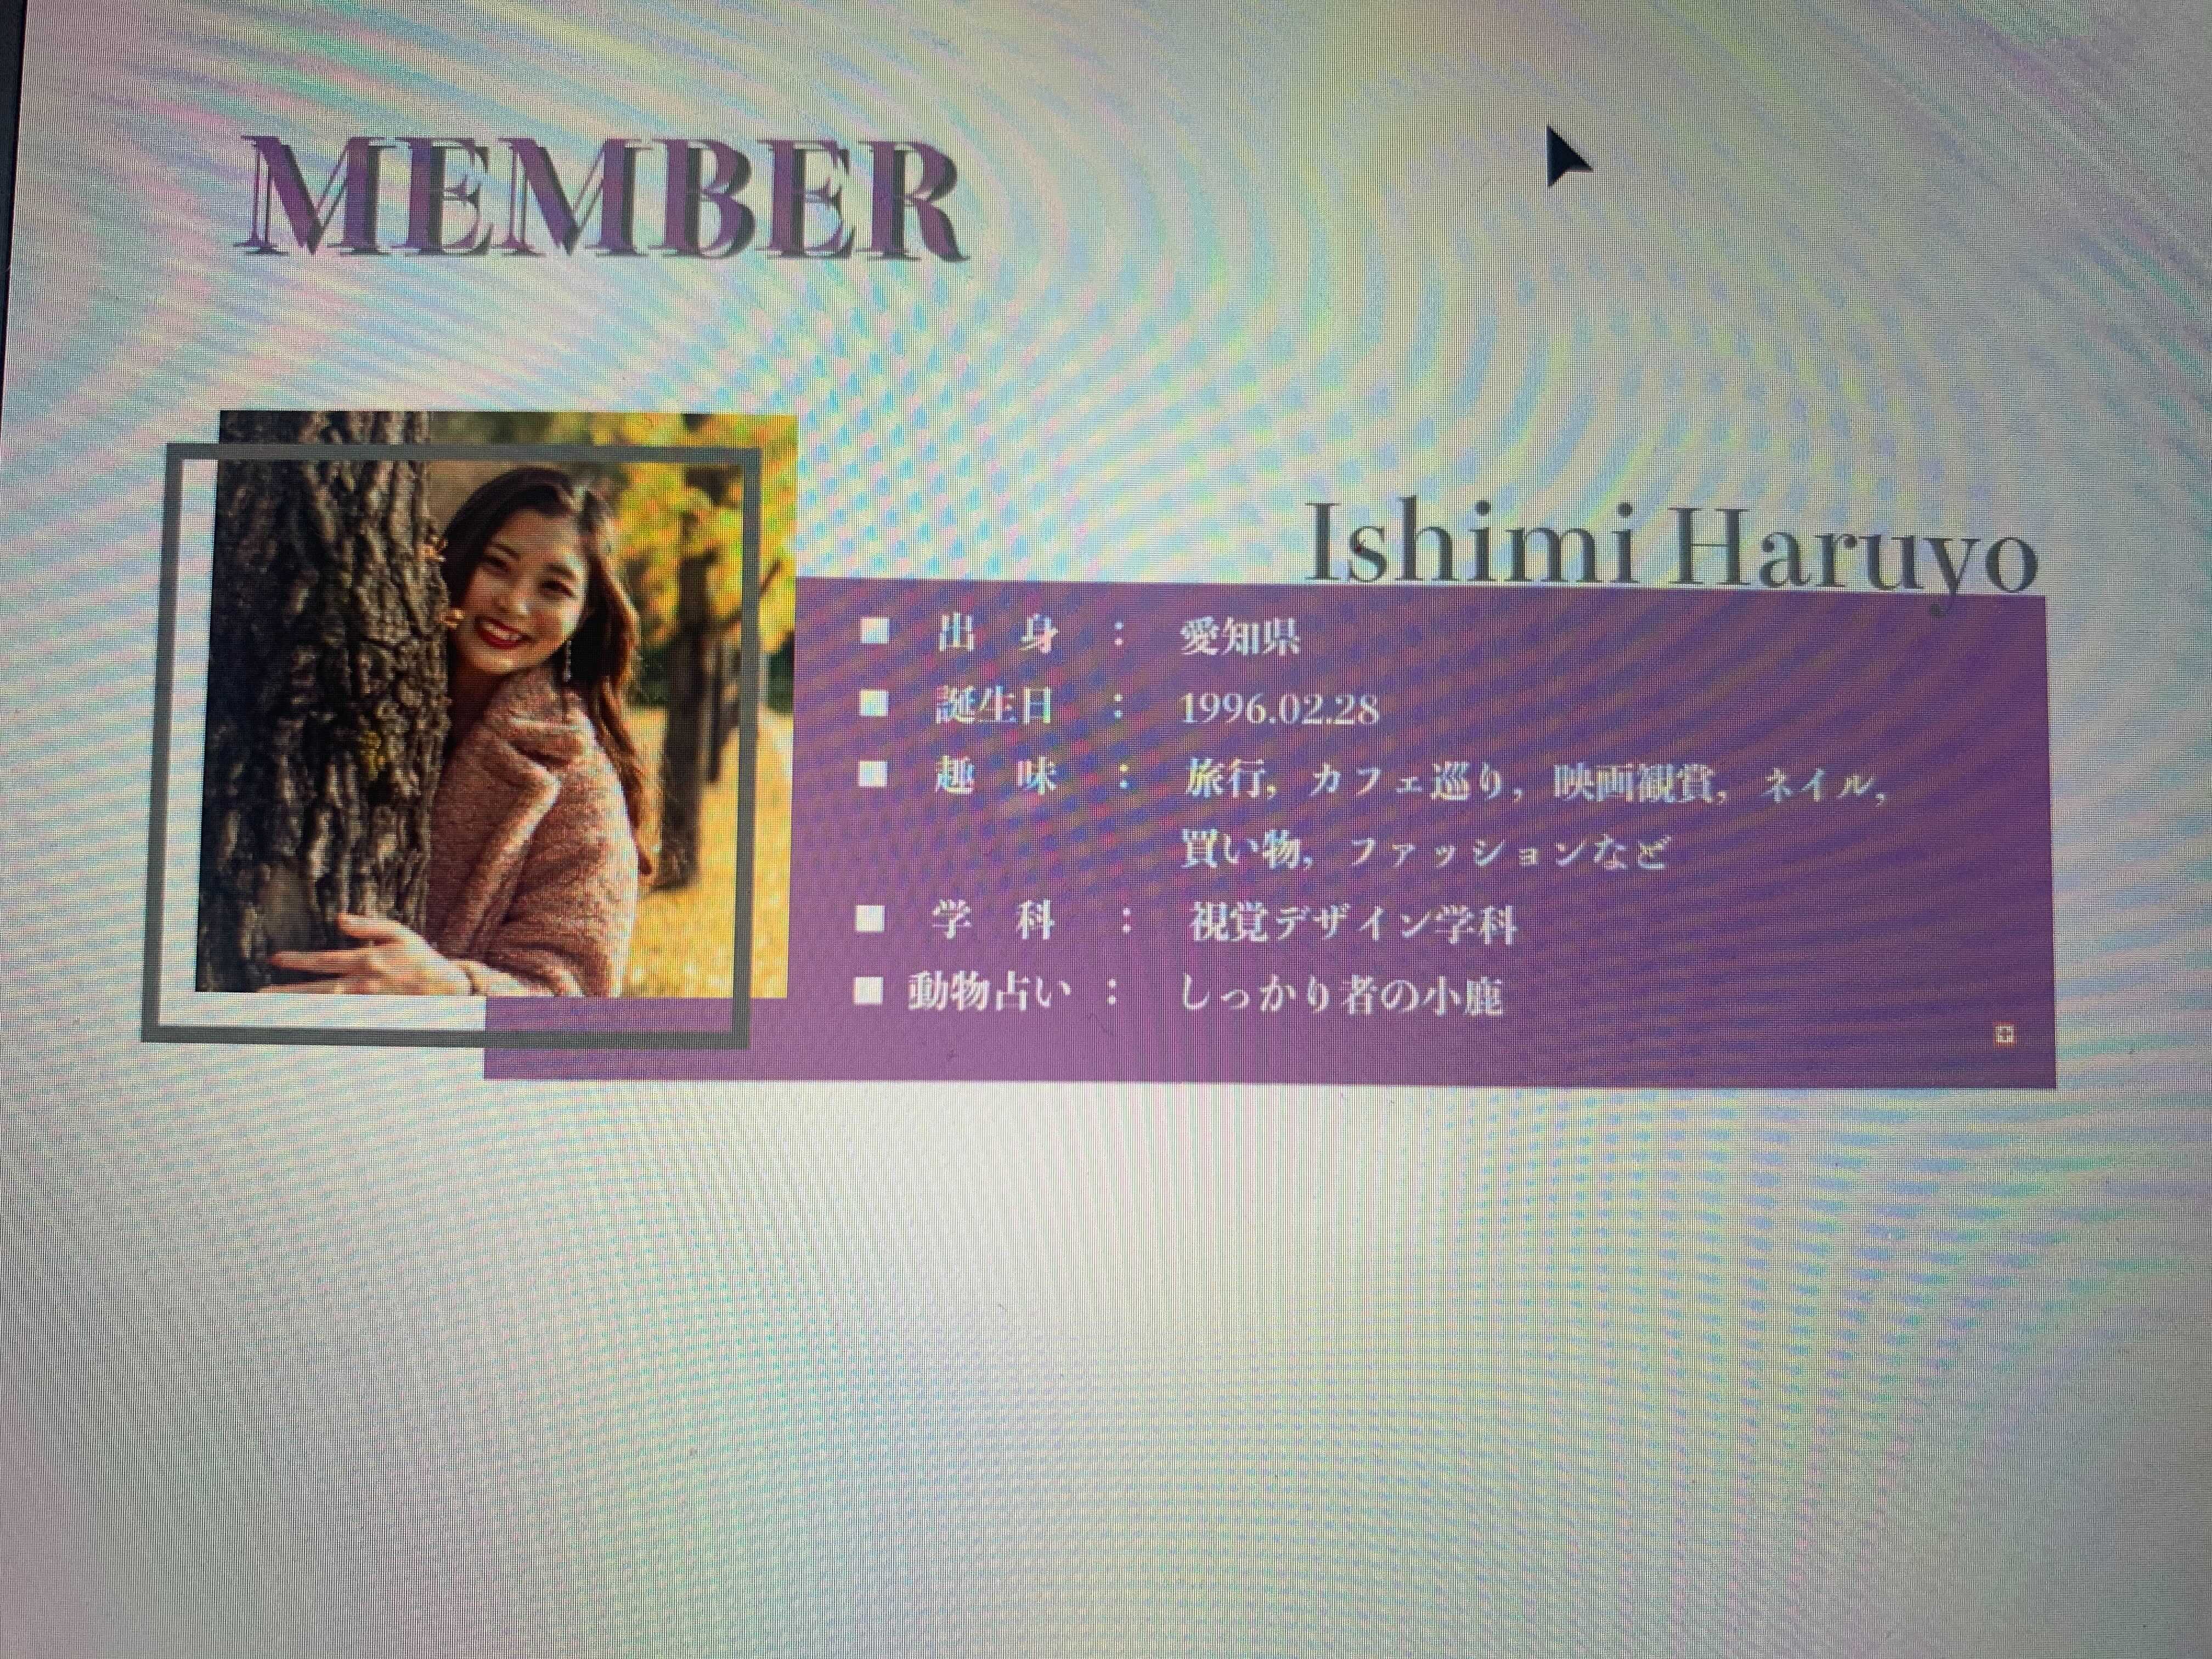 MEMBER
Ishimi Haruyo
■ 出　身 ： 愛知県
■ 誕生日 ： 1996.02.28
■ 趣　味 ： 旅行，カフェ巡り，映画観賞，ネイル，
買い物，ファッションなど
■ 学　科 ： 視覚デザイン学科
■ 動物占い ： しっかり者の小鹿